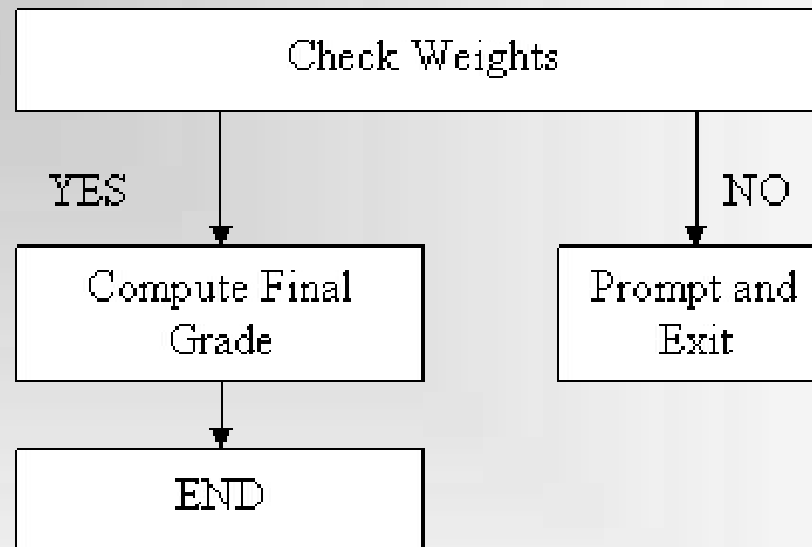 Check Weights
YES
NO
Compute Final
Grade
Prompt and
Exit
END